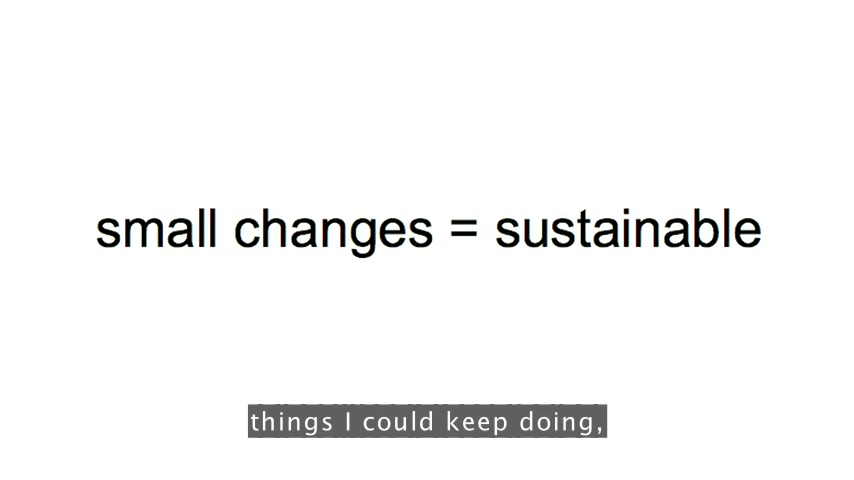 small changes = sustainable
things I could keep doing,